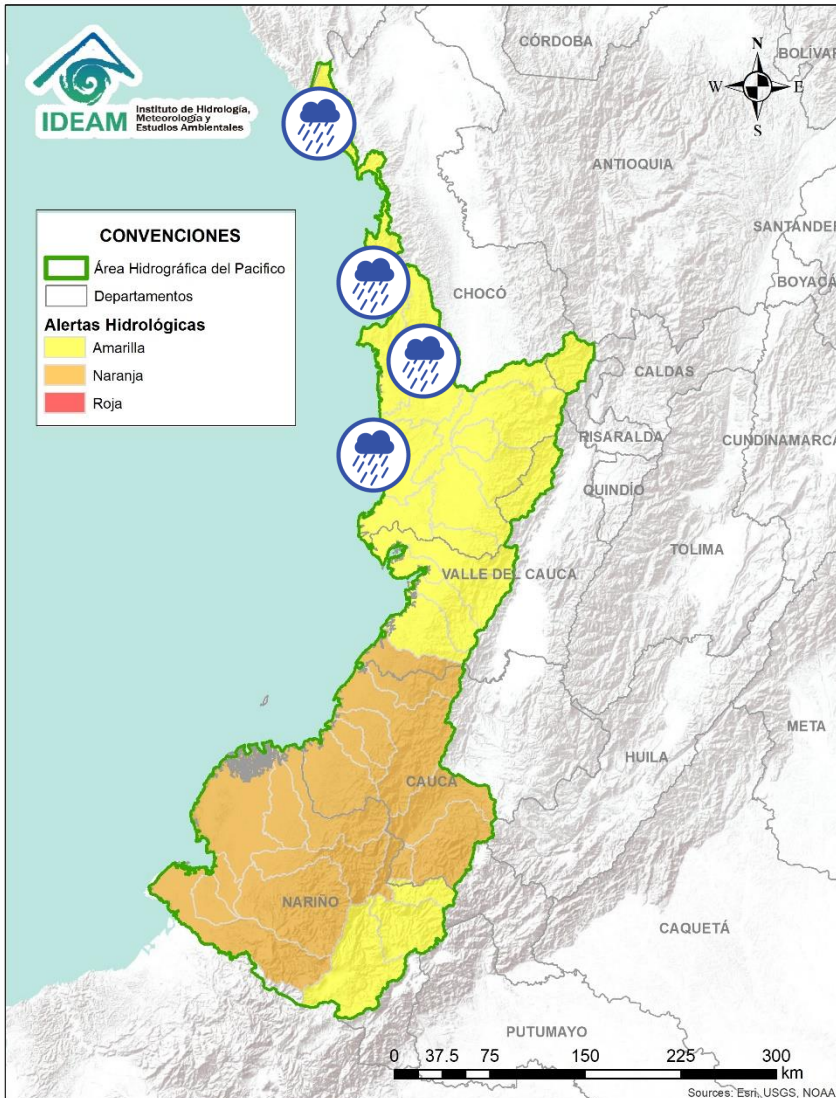 IDEAM
Instituto de Hidrología,
Meteorología y
Estudios Ambientales
CÓRDOBA
BOLÍVAR
N
W
E
S
ANTIOQUIA
SANTANDER
BOYACÁ
CHOCÓ
CONVENCIONES
Área Hidrográfica del Pacifico
Departamentos
Alertas Hidrológicas
Amarilla
Naranja
Roja
CALDAS
RISARALDA
CUNDINAMARCA
QUINDÍO
TOLIMA
VALLE DEL CAUCA
META
HUILA
CAUCA
NARIÑO
CAQUETÁ
PUTUMAYO
0 37.5 75 150 225 300
km
Sources: Esri, USGS, NOAA